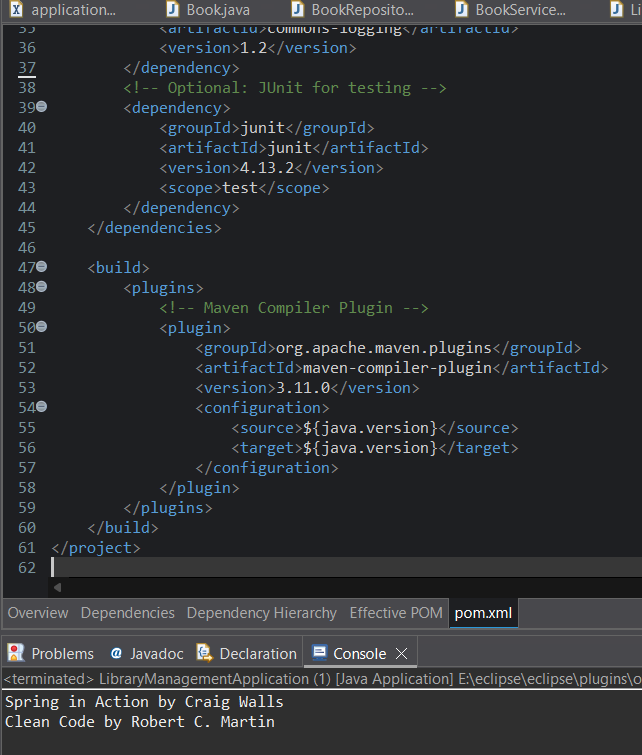 application...
Book.java
BookReposito...
BookService...
Li
35 <artifactId>commons-logging</artifactId>
36 <version>1.2</version>
37 </dependency>
38 <!-- Optional: JUnit for testing -->
39 <dependency>
40 <groupId>junit</groupId>
41 <artifactId>junit</artifactId>
42 <version>4.13.2</version>
43 <scope>test</scope>
44 </dependency>
45 </dependencies>
46
47 <build>
48 <plugins>
49 <!-- Maven Compiler Plugin -->
50 <plugin>
51 <groupId>org.apache.maven.plugins</groupId>
52 <artifactId>maven-compiler-plugin</artifactId>
53 <version>3.11.0</version>
54 <configuration>
55 <source>${java.version}</source>
56 <target>${java.version}</target>
57 </configuration>
58 </plugin>
59 </plugins>
60 </build>
61 </project>
62
Overview Dependencies Dependency Hierarchy Effective POM pom.xml
Problems @ Javadoc Declaration Console
<terminated> LibraryManagementApplication (1) [Java Application] E:\eclipse\eclipse\plugins\o
Spring in Action by Craig Walls
Clean Code by Robert C. Martin